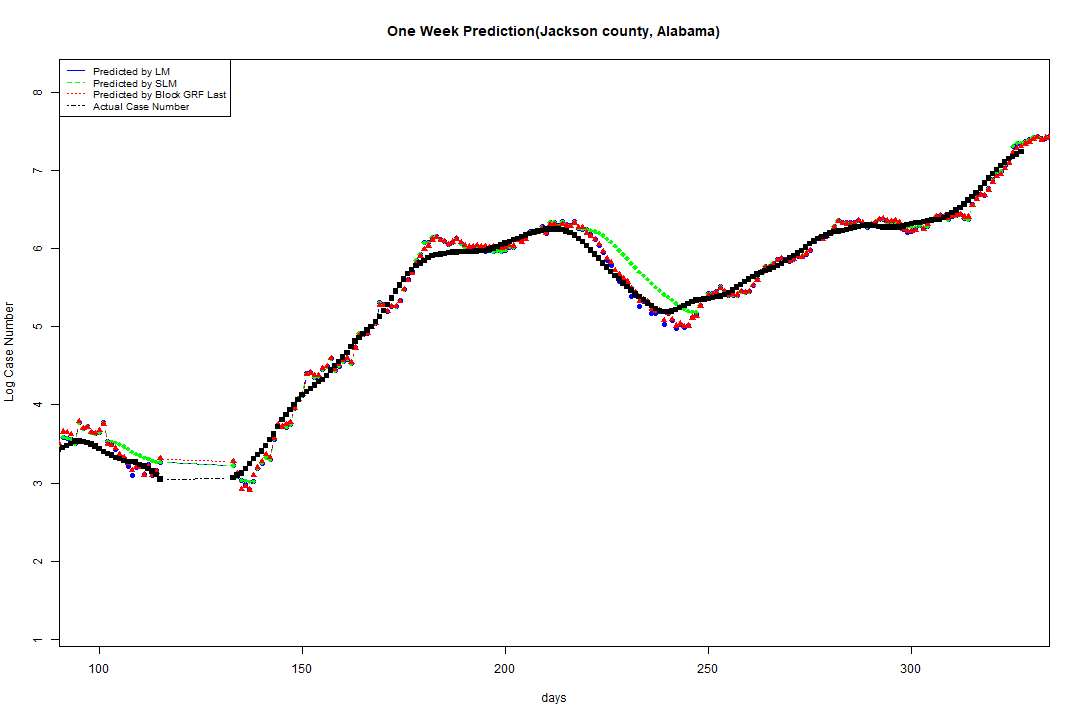 One Week Prediction(Jackson county, Alabama)
Predicted by LM
Predicted by SLM
Predicted by Block GRF Last
Actual Case Number
Log Case Number
8
7
6
5
4
3
2
1
100 150 200 250 300
days